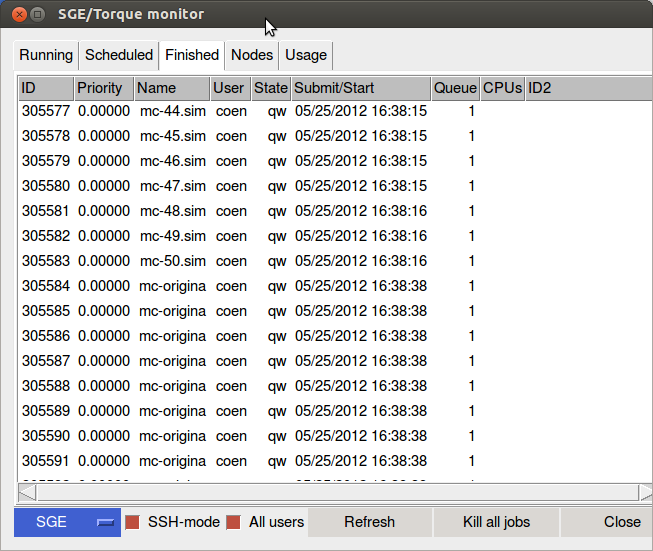 SGE/Torque monitor
Running Scheduled Finished Nodes Usage
ID Priority Name User State Submit/Start Queue CPUs ID2
305577 0.00000 mc-44.sim coen qw 05/25/2012 16:38:15 1
305578 0.00000 mc-45.sim coen qw 05/25/2012 16:38:15 1
305579 0.00000 mc-46.sim coen qw 05/25/2012 16:38:15 1
305580 0.00000 mc-47.sim coen qw 05/25/2012 16:38:15 1
305581 0.00000 mc-48.sim coen qw 05/25/2012 16:38:16 1
305582 0.00000 mc-49.sim coen qw 05/25/2012 16:38:16 1
305583 0.00000 mc-50.sim coen qw 05/25/2012 16:38:16 1
305584 0.00000 mc-origina coen qw 05/25/2012 16:38:38 1
305585 0.00000 mc-origina coen qw 05/25/2012 16:38:38 1
305586 0.00000 mc-origina coen qw 05/25/2012 16:38:38 1
305587 0.00000 mc-origina coen qw 05/25/2012 16:38:38 1
305588 0.00000 mc-origina coen qw 05/25/2012 16:38:38 1
305589 0.00000 mc-origina coen qw 05/25/2012 16:38:38 1
305590 0.00000 mc-origina coen qw 05/25/2012 16:38:38 1
305591 0.00000 mc-origina coen qw 05/25/2012 16:38:38 1
SGE SSH-mode All users Refresh Kill all jobs Close